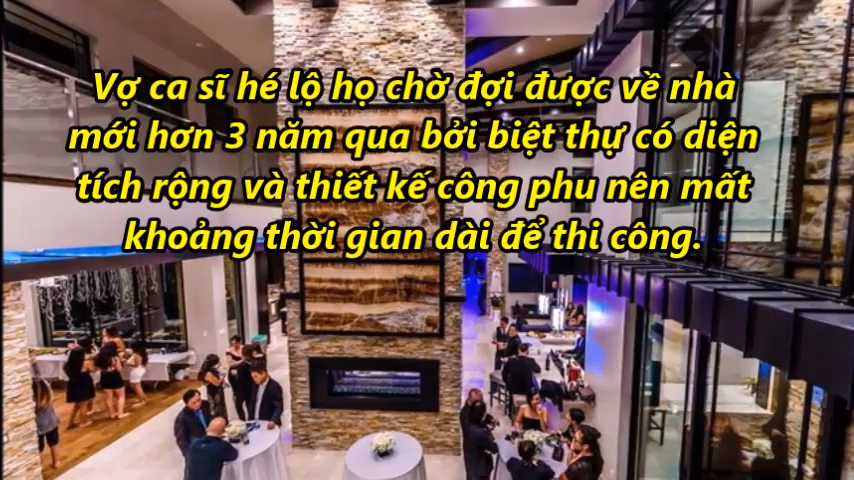 Vợ ca sĩ hé lộ họ chờ đợi được về nhà
mới hơn 3 năm qua bởi biệt thự có diện
tích rộng và thiết kế công phu nên mất
khoảng thời gian dài để thi công.